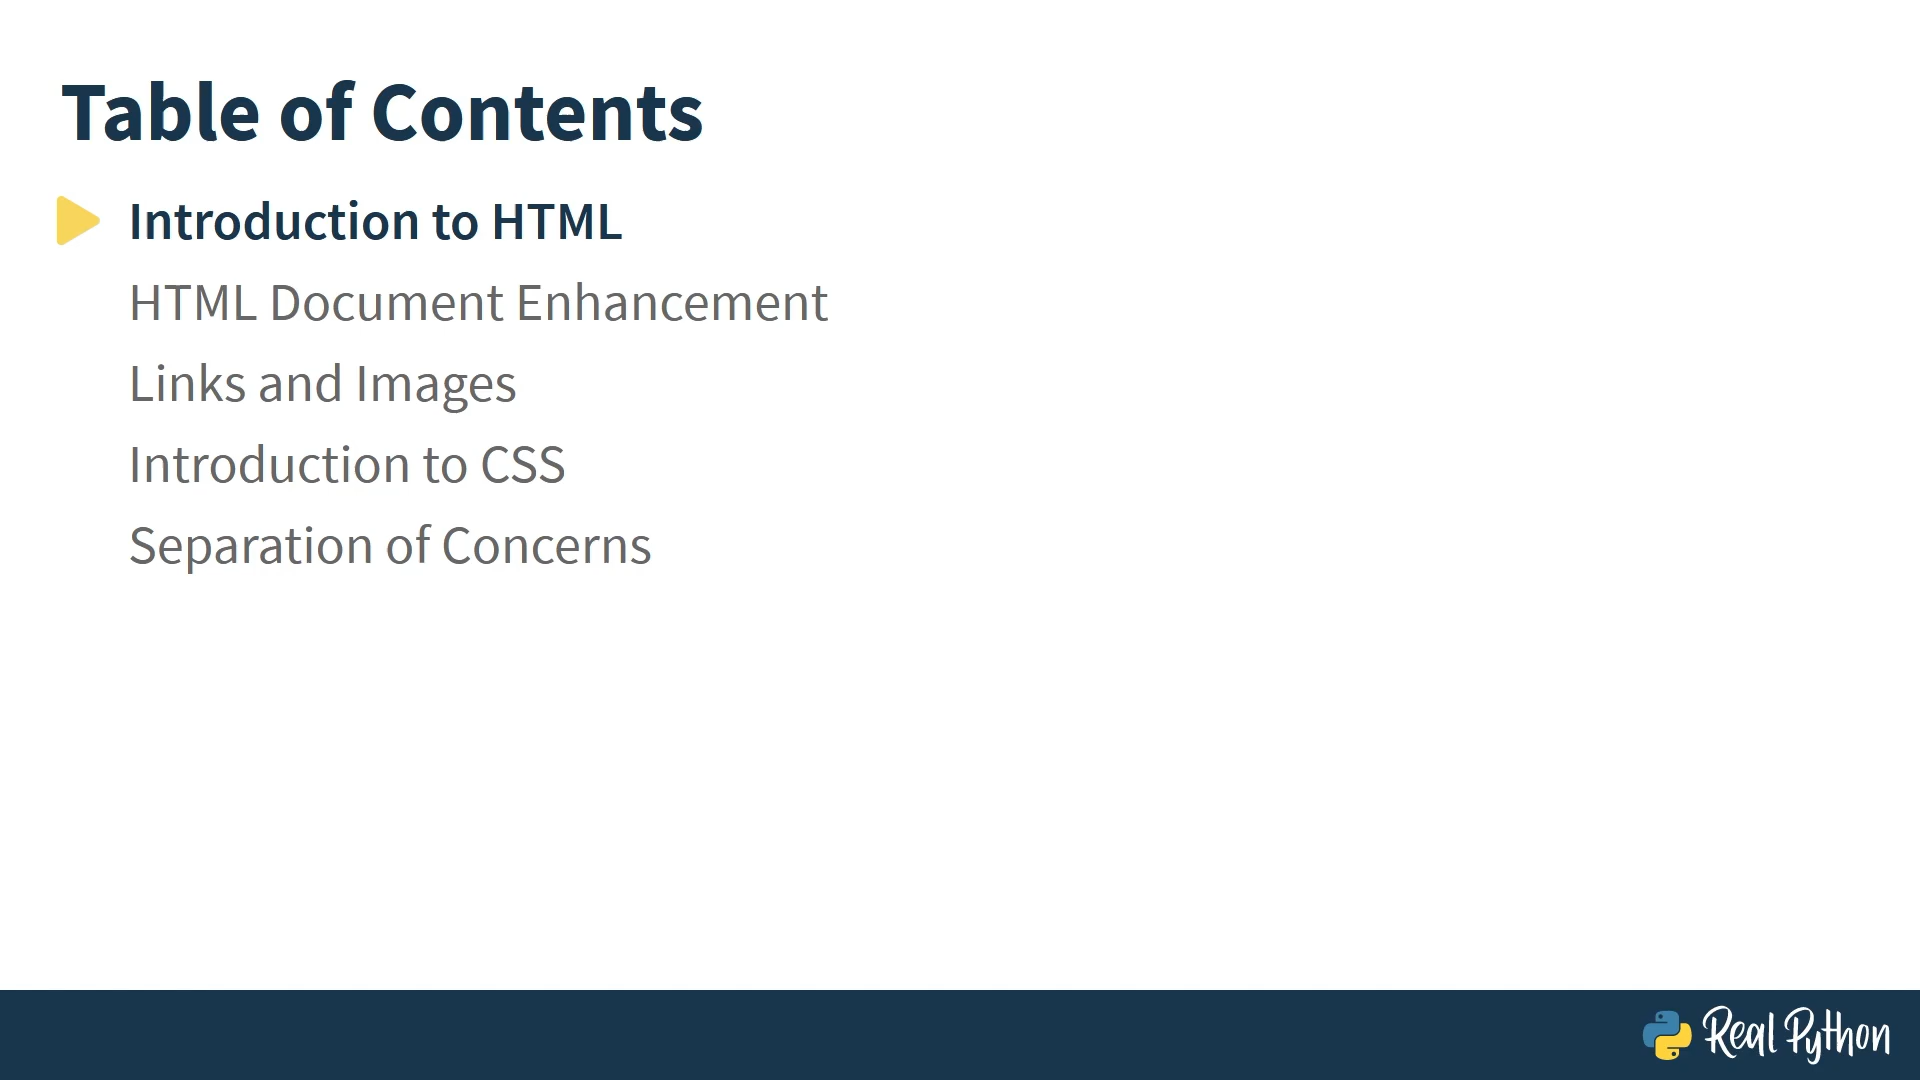 Table of Contents
Introduction to HTML
HTML Document Enhancement
Links and Images
Introduction to CSS
Separation of Concerns
Real Python